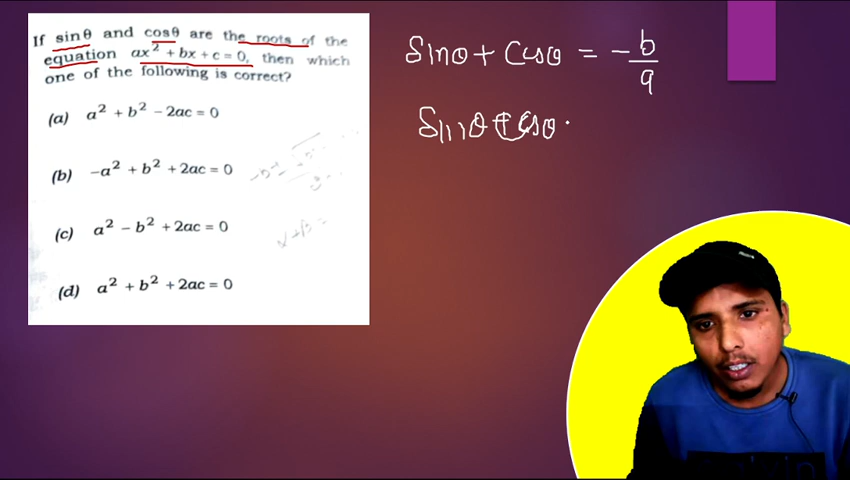 If sinθ and cosθ are the roots of the
equation ax² + bx + c = 0, then which
one of the following is correct?
(a) a² + b² − 2ac = 0
(b) −a² + b² + 2ac = 0
(c) a² − b² + 2ac = 0
(d) a² + b² + 2ac = 0
sinθ + cosθ = − b/a
sinθ cosθ